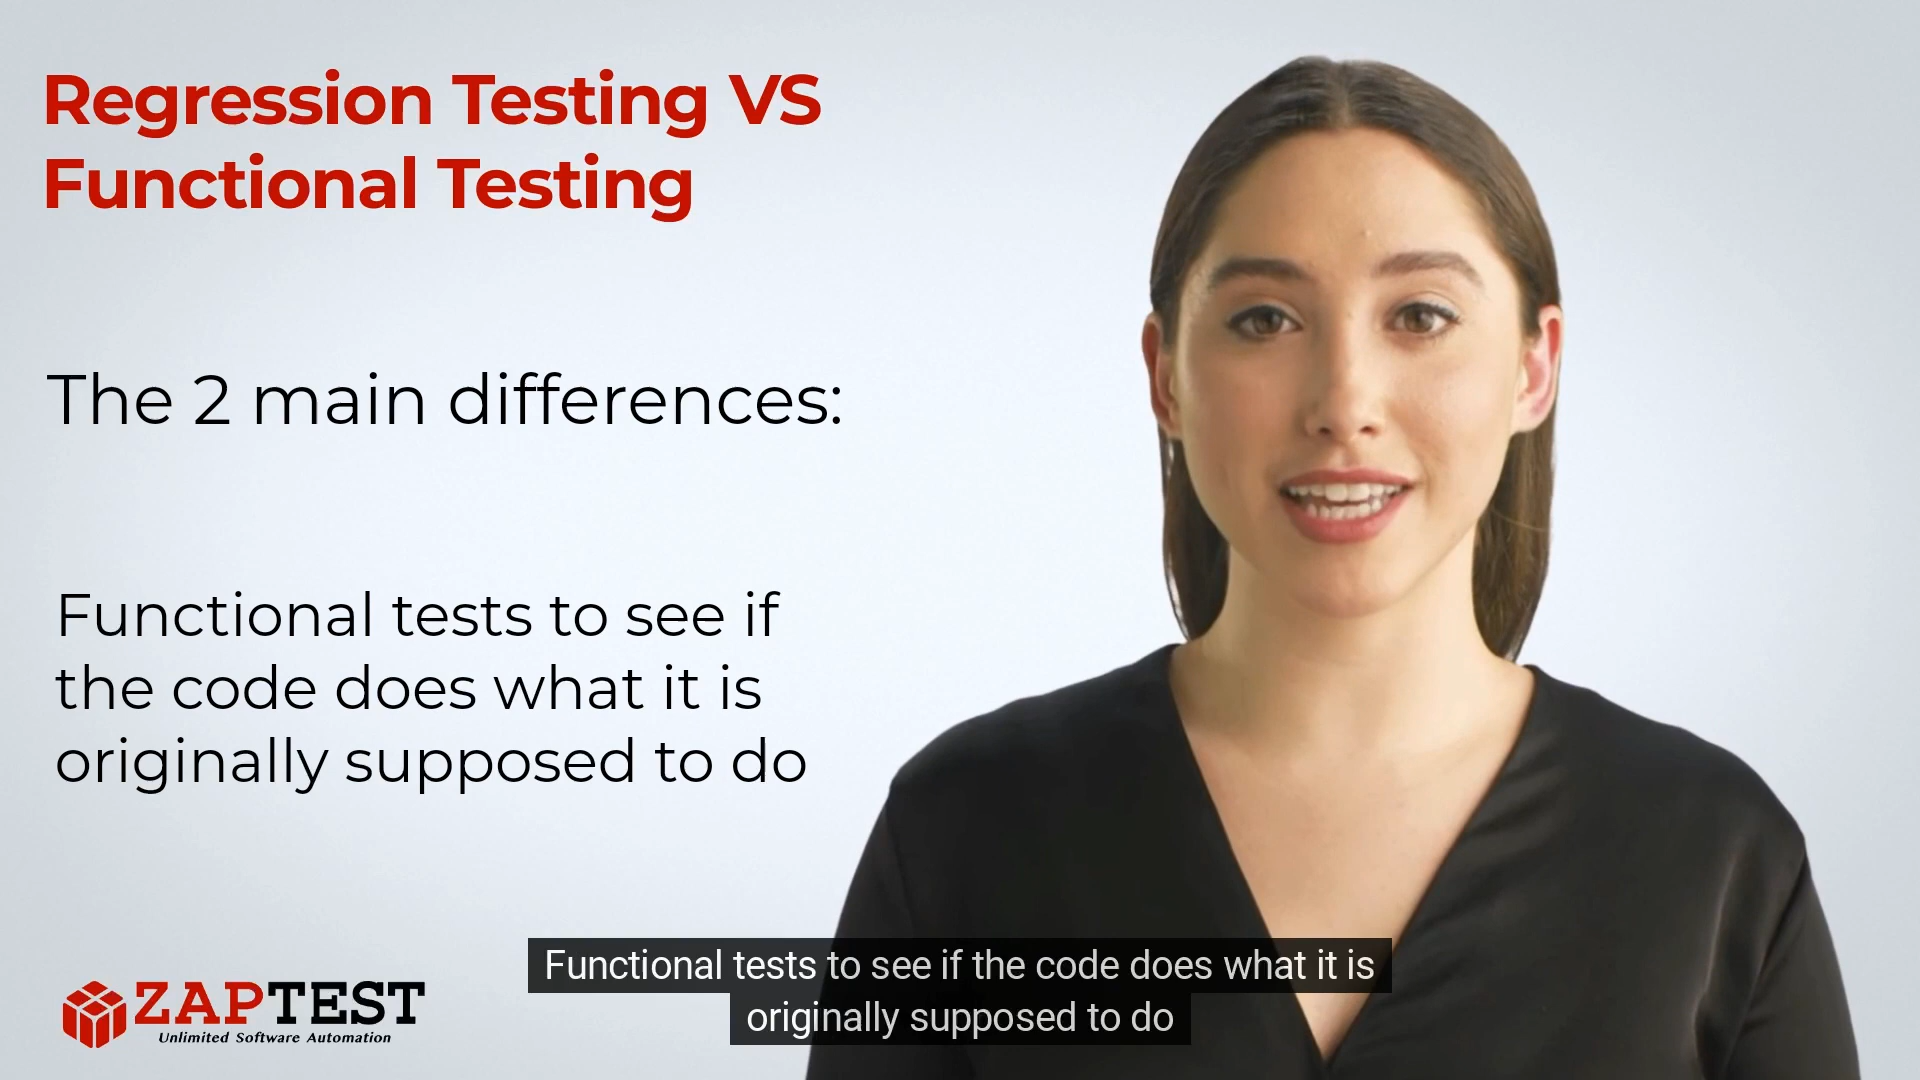 Regression Testing VS
Functional Testing
The 2 main differences:
Functional tests to see if
the code does what it is
originally supposed to do
Functional tests to see if the code does what it is
originally supposed to do
ZAPTEST
Unlimited Software Automation